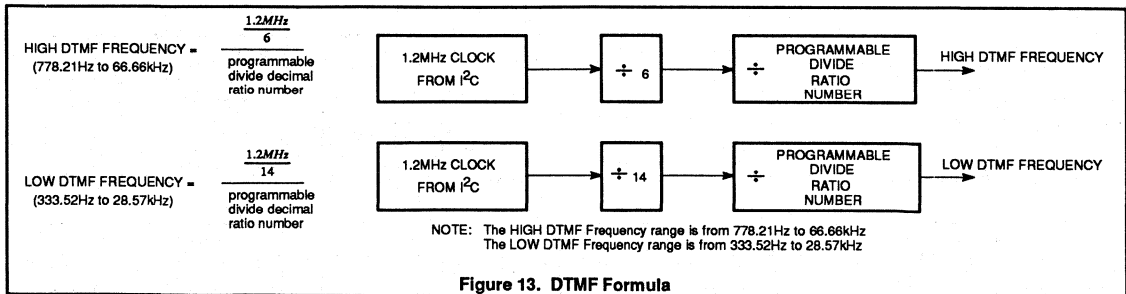 HIGH DTMF FREQUENCY =
(778.21Hz to 66.66kHz)
1.2MHz
6
programmable
divide decimal
ratio number
1.2MHz CLOCK
FROM I²C
÷ 6
÷
PROGRAMMABLE
DIVIDE
RATIO
NUMBER
HIGH DTMF FREQUENCY
LOW DTMF FREQUENCY =
(333.52Hz to 28.57kHz)
1.2MHz
14
programmable
divide decimal
ratio number
1.2MHz CLOCK
FROM I²C
÷ 14
÷
PROGRAMMABLE
DIVIDE
RATIO
NUMBER
LOW DTMF FREQUENCY
NOTE: The HIGH DTMF Frequency range is from 778.21Hz to 66.66kHz
The LOW DTMF Frequency range is from 333.52Hz to 28.57kHz
Figure 13. DTMF Formula